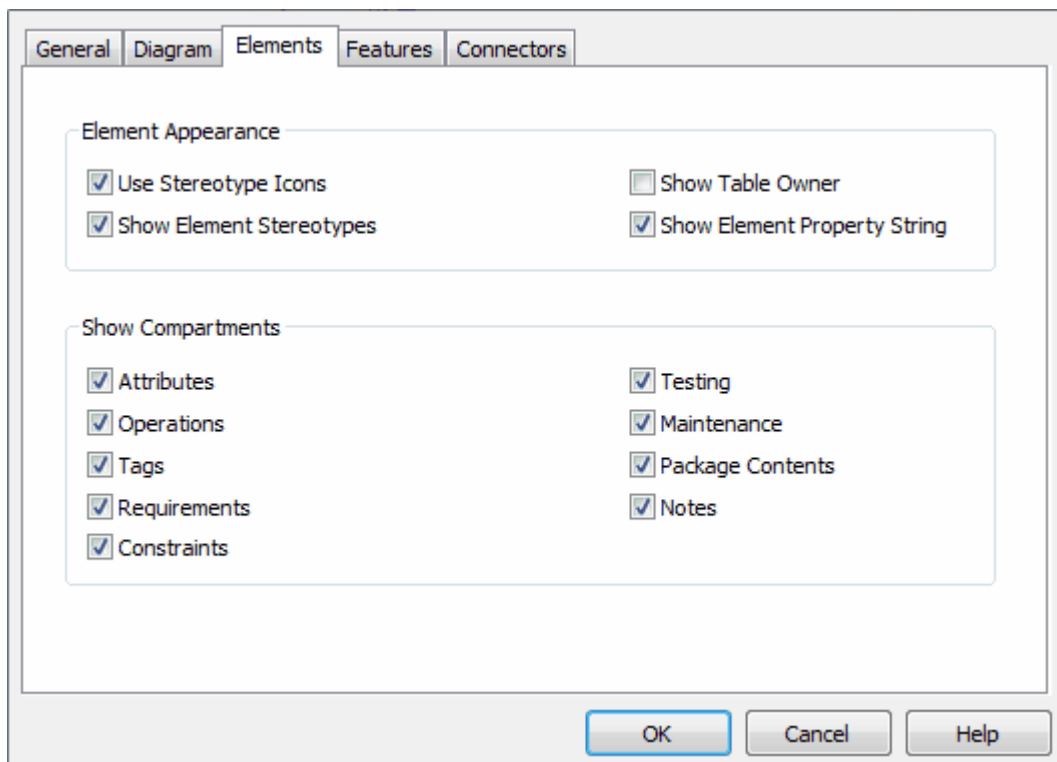 General Diagram Elements Features Connectors
Element Appearance
Use Stereotype Icons Show Table Owner
Show Element Stereotypes Show Element Property String
Show Compartments
Attributes Testing
Operations Maintenance
Tags Package Contents
Requirements Notes
Constraints
OK Cancel Help